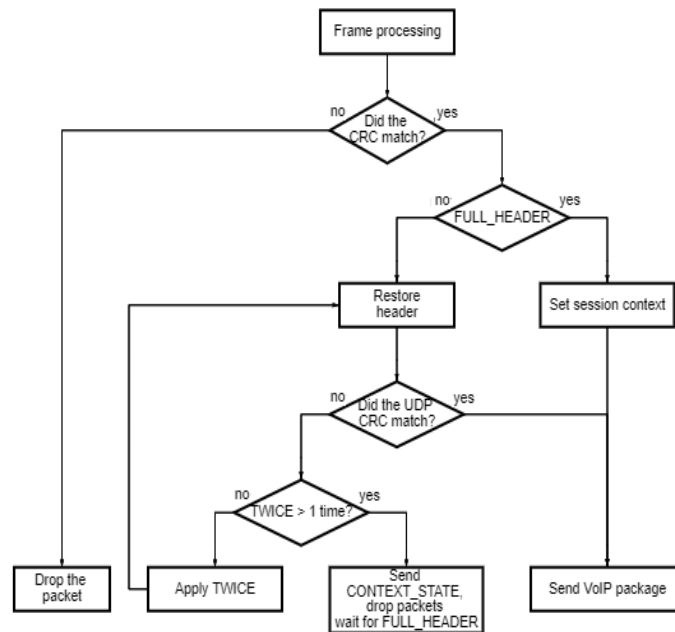 Frame processing
no
yes
Did the
CRC match?
no
yes
FULL_HEADER
Restore
header
Set session context
no
yes
Did the UDP
CRC match?
no
yes
TWICE > 1 time?
Drop the
packet
Apply TWICE
Send
CONTEXT_STATE,
drop packets
wait for FULL_HEADER
Send VoIP package